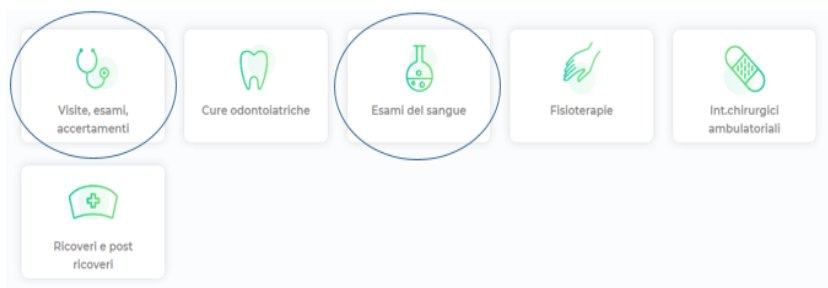 Visite, esami,
accertamenti
Cure odontoiatriche
Esami del sangue
Fisioterapie
Int.chirurgici
ambulatoriali
Ricoveri e post
ricoveri